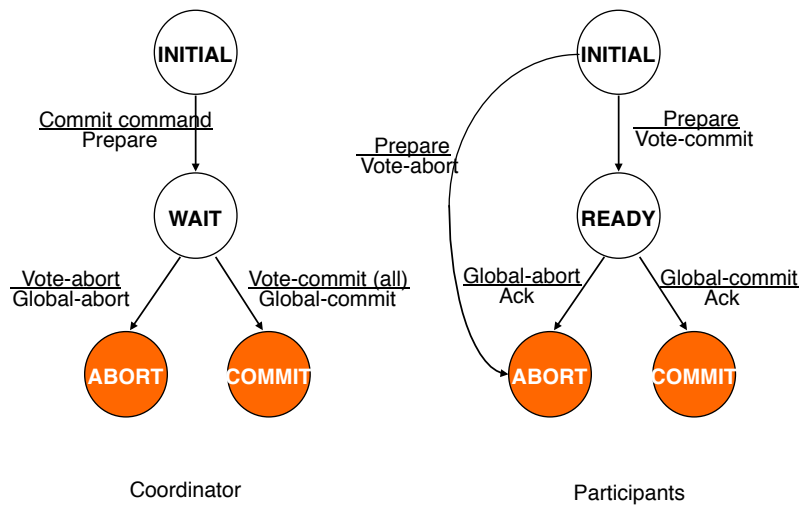 INITIAL
Commit command
Prepare
WAIT
Vote-abort
Global-abort
Vote-commit (all)
Global-commit
ABORT
COMMIT
Coordinator
INITIAL
Prepare
Vote-abort
Prepare
Vote-commit
READY
Global-abort
Ack
Global-commit
Ack
ABORT
COMMIT
Participants